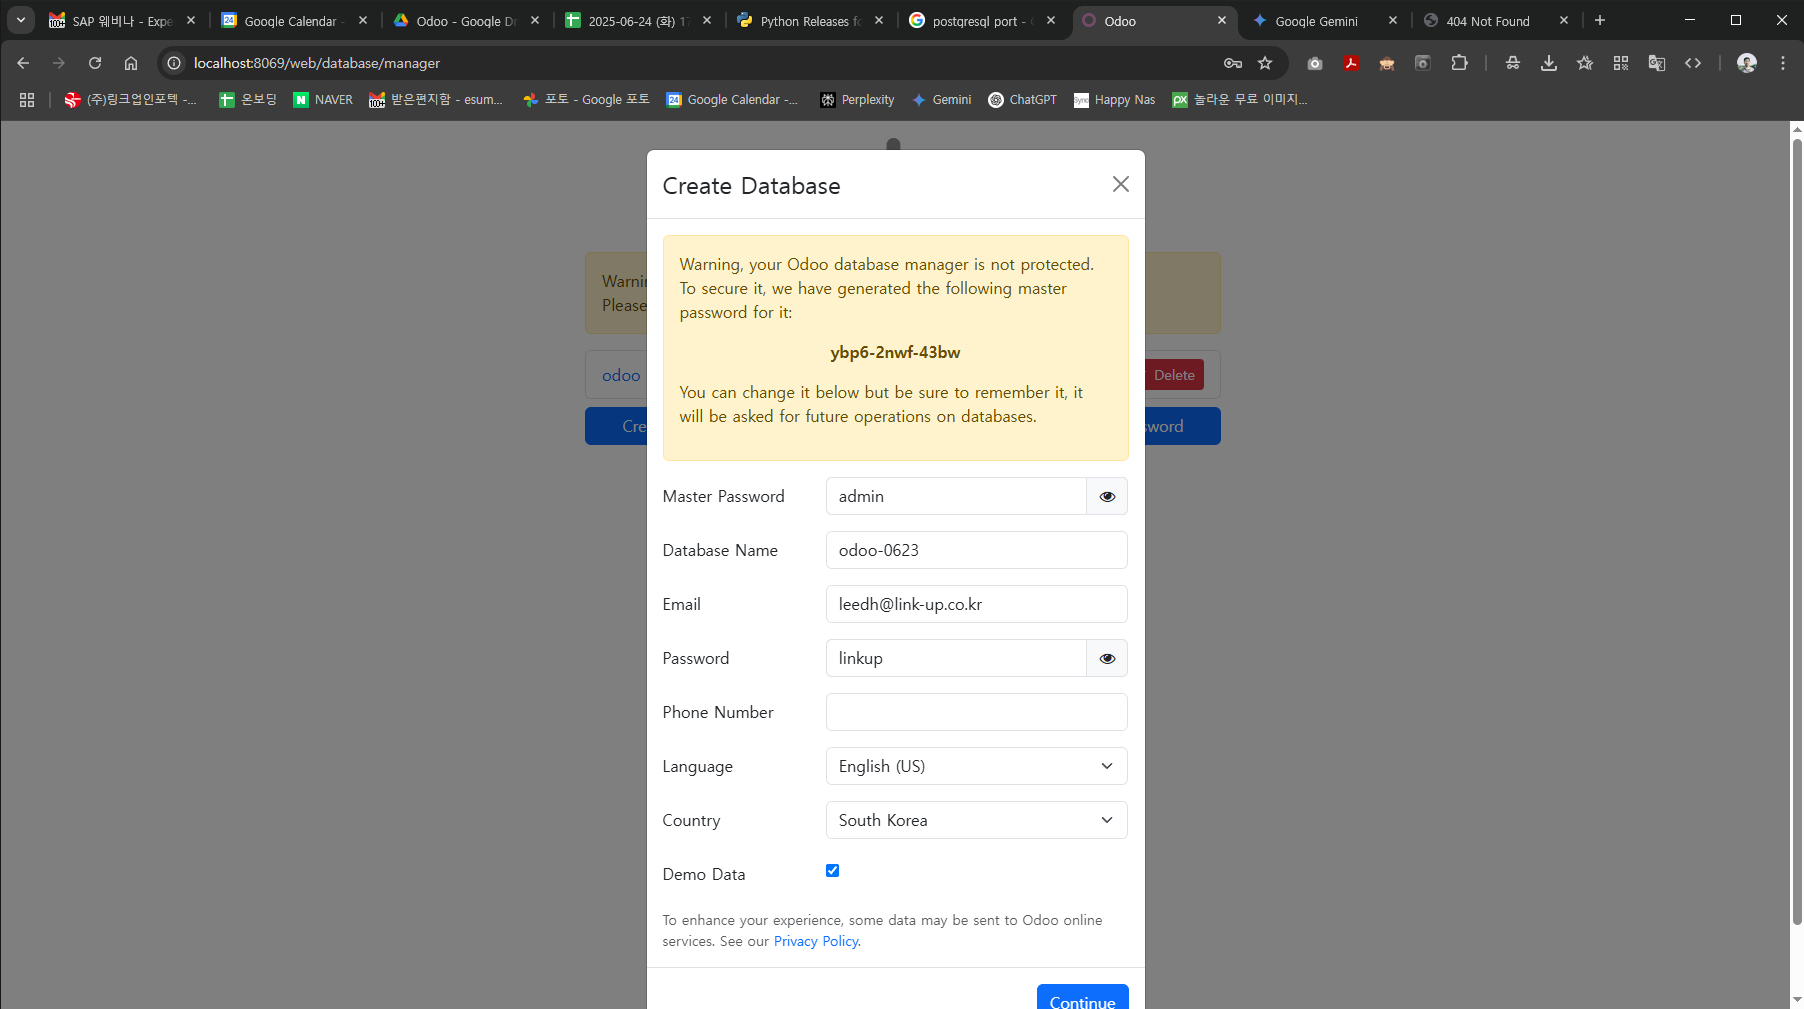 SAP 웨비나 - Expe
Google Calendar -
Odoo - Google Dr
2025-06-24 (화) 17
Python Releases fo
postgresql port -
Odoo
Google Gemini
404 Not Found
localhost:8069/web/database/manager
(주)링크업인포텍 -...
온보딩
NAVER
100+
받은편지함 - esum...
포토 - Google 포토
24
Google Calendar -...
Perplexity
Gemini
ChatGPT
Happy Nas
놀라운 무료 이미지...
Create Database
Warning, your Odoo database manager is not protected.
To secure it, we have generated the following master
password for it:
ybp6-2nwf-43bw
You can change it below but be sure to remember it, it
will be asked for future operations on databases.
Warnin
Please
odoo
Delete
Cre
sword
Master Password
admin
Database Name
odoo-0623
Email
leedh@link-up.co.kr
Password
linkup
Phone Number
Language
English (US)
Country
South Korea
Demo Data
To enhance your experience, some data may be sent to Odoo online
services. See our Privacy Policy.
Continue